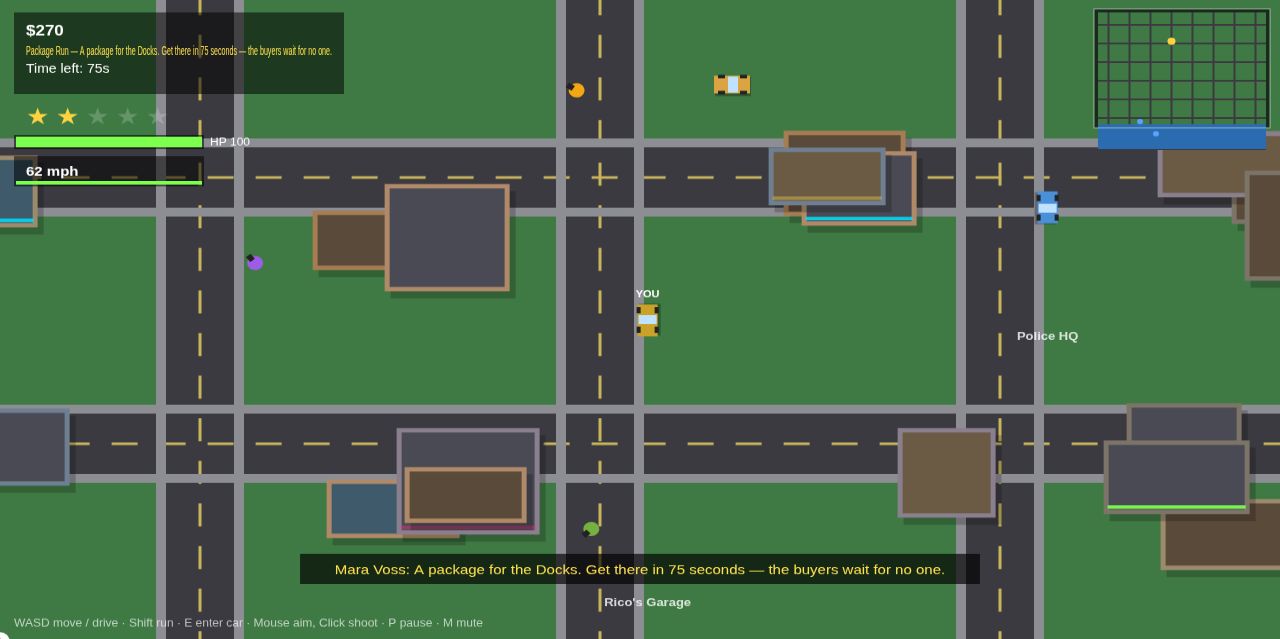 $270
Package Run — A package for the Docks. Get there in 75 seconds — the buyers wait for no one.
Time left: 75s
HP 100
62 mph
YOU
Police HQ
Mara Voss: A package for the Docks. Get there in 75 seconds — the buyers wait for no one.
Rico's Garage
WASD move / drive · Shift run · E enter car · Mouse aim, Click shoot · P pause · M mute